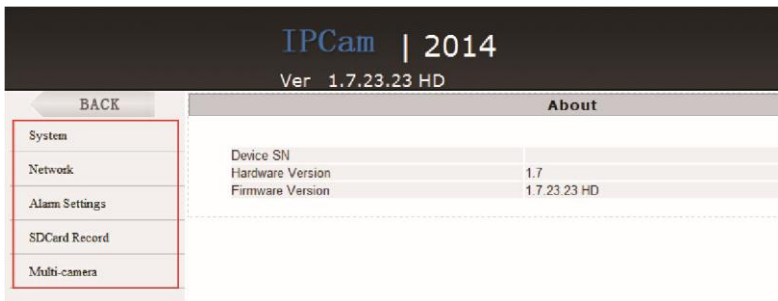 IPCam | 2014
Ver 1.7.23.23 HD
BACK
System
Network
Alarm Settings
SDCard Record
Multi-camera
About
Device SN
Hardware Version 1.7
Firmware Version 1.7.23.23 HD